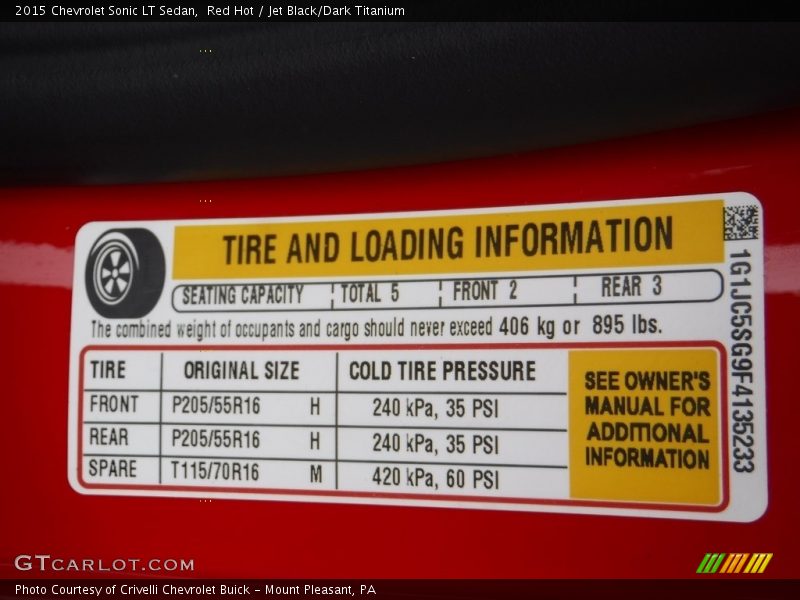 2015 Chevrolet Sonic LT Sedan,  Red Hot / Jet Black/Dark Titanium
TIRE AND LOADING INFORMATION
SEATING CAPACITY ¦ TOTAL 5 ¦ FRONT 2 ¦ REAR 3
The combined weight of occupants and cargo should never exceed 406 kg or 895 lbs.
TIRE ORIGINAL SIZE COLD TIRE PRESSURE
FRONT P205/55R16 H 240 kPa, 35 PSI
REAR P205/55R16 H 240 kPa, 35 PSI
SPARE T115/70R16 M 420 kPa, 60 PSI
SEE OWNER'S
MANUAL FOR
ADDITIONAL
INFORMATION
1G1JC5SG9F4135233
GTCARLOT.COM
Photo Courtesy of Crivelli Chevrolet Buick - Mount Pleasant, PA